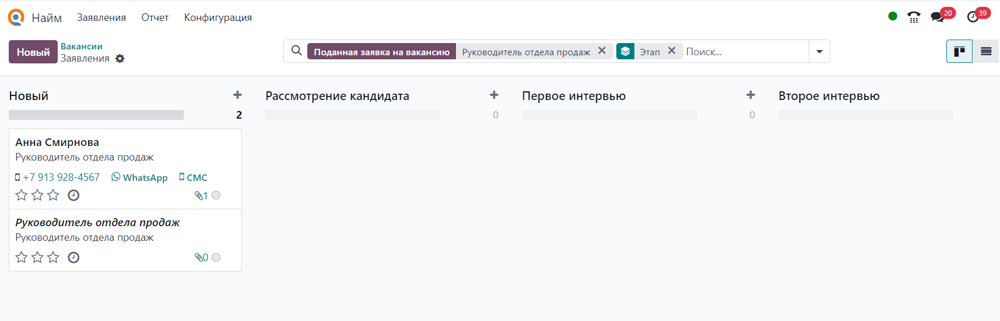 Найм Заявления Отчет Конфигурация 20 39
Новый Вакансии
Заявления
Поданная заявка на вакансию Руководитель отдела продаж Этап Поиск...
Новый Рассмотрение кандидата Первое интервью Второе интервью
2 0 0
Анна Смирнова
Руководитель отдела продаж
+7 913 928-4567 WhatsApp СМС
1
Руководитель отдела продаж
Руководитель отдела продаж
0